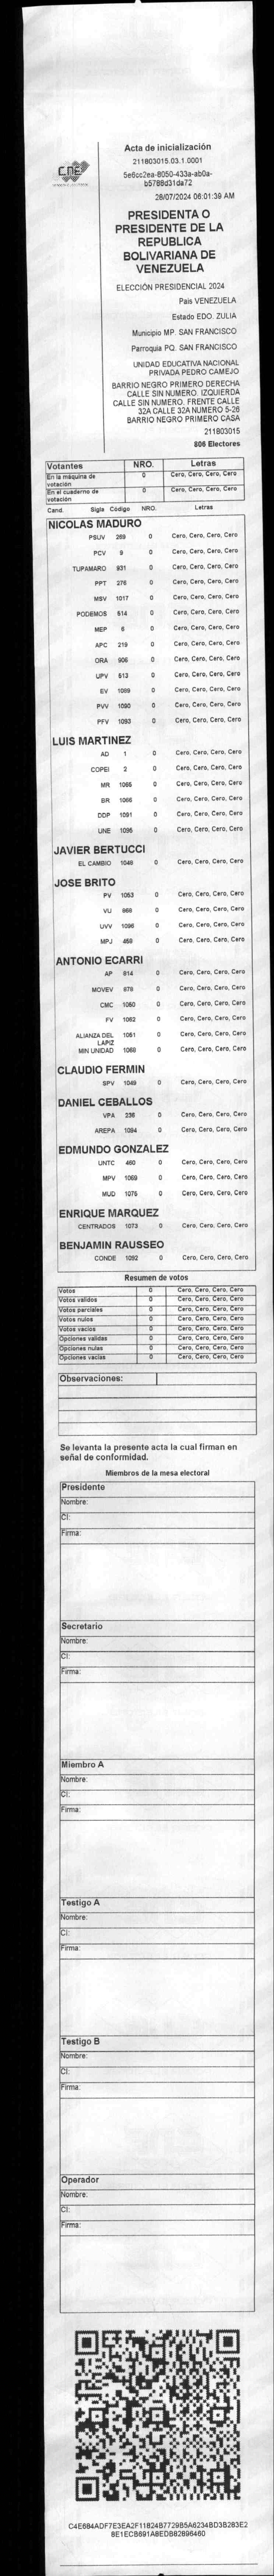 CNE
Acta de inicialización
211803015.03.1.0001
5e6cc2ea-8050-433a-ab0a-
b5788d31da72
28/07/2024 06:01:39 AM
PRESIDENTA O
PRESIDENTE DE LA
REPUBLICA
BOLIVARIANA DE
VENEZUELA
ELECCIÓN PRESIDENCIAL 2024
Pais VENEZUELA
Estado EDO. ZULIA
Municipio MP. SAN FRANCISCO
Parroquia PQ. SAN FRANCISCO
UNIDAD EDUCATIVA NACIONAL
PRIVADA PEDRO CAMEJO
BARRIO NEGRO PRIMERO DERECHA
CALLE SIN NUMERO. IZQUIERDA
CALLE SIN NUMERO. FRENTE CALLE
32A CALLE 32A NUMERO 5-26
BARRIO NEGRO PRIMERO CASA
211803015
806 Electores
Votantes NRO. Letras
En la máquina de votación 0 Cero, Cero, Cero, Cero
En el cuaderno de votación 0 Cero, Cero, Cero, Cero
Cand. Sigla Código NRO. Letras
NICOLAS MADURO
PSUV 269 0 Cero, Cero, Cero, Cero
PCV 9 0 Cero, Cero, Cero, Cero
TUPAMARO 931 0 Cero, Cero, Cero, Cero
PPT 276 0 Cero, Cero, Cero, Cero
MSV 1017 0 Cero, Cero, Cero, Cero
PODEMOS 514 0 Cero, Cero, Cero, Cero
MEP 6 0 Cero, Cero, Cero, Cero
APC 219 0 Cero, Cero, Cero, Cero
ORA 906 0 Cero, Cero, Cero, Cero
UPV 513 0 Cero, Cero, Cero, Cero
EV 1089 0 Cero, Cero, Cero, Cero
PVV 1090 0 Cero, Cero, Cero, Cero
PFV 1093 0 Cero, Cero, Cero, Cero
LUIS MARTINEZ
AD 1 0 Cero, Cero, Cero, Cero
COPEI 2 0 Cero, Cero, Cero, Cero
MR 1065 0 Cero, Cero, Cero, Cero
BR 1066 0 Cero, Cero, Cero, Cero
DDP 1091 0 Cero, Cero, Cero, Cero
UNE 1095 0 Cero, Cero, Cero, Cero
JAVIER BERTUCCI
EL CAMBIO 1046 0 Cero, Cero, Cero, Cero
JOSE BRITO
PV 1053 0 Cero, Cero, Cero, Cero
VU 868 0 Cero, Cero, Cero, Cero
UVV 1096 0 Cero, Cero, Cero, Cero
MPJ 458 0 Cero, Cero, Cero, Cero
ANTONIO ECARRI
AP 814 0 Cero, Cero, Cero, Cero
MOVEV 878 0 Cero, Cero, Cero, Cero
CMC 1050 0 Cero, Cero, Cero, Cero
FV 1062 0 Cero, Cero, Cero, Cero
ALIANZA DEL LAPIZ 1051 0 Cero, Cero, Cero, Cero
MIN UNIDAD 1068 0 Cero, Cero, Cero, Cero
CLAUDIO FERMIN
SPV 1049 0 Cero, Cero, Cero, Cero
DANIEL CEBALLOS
VPA 236 0 Cero, Cero, Cero, Cero
AREPA 1094 0 Cero, Cero, Cero, Cero
EDMUNDO GONZALEZ
UNTC 460 0 Cero, Cero, Cero, Cero
MPV 1069 0 Cero, Cero, Cero, Cero
MUD 1075 0 Cero, Cero, Cero, Cero
ENRIQUE MARQUEZ
CENTRADOS 1073 0 Cero, Cero, Cero, Cero
BENJAMIN RAUSSEO
CONDE 1092 0 Cero, Cero, Cero, Cero
Resumen de votos
Votos 0 Cero, Cero, Cero, Cero
Votos validos 0 Cero, Cero, Cero, Cero
Votos parciales 0 Cero, Cero, Cero, Cero
Votos nulos 0 Cero, Cero, Cero, Cero
Votos vacios 0 Cero, Cero, Cero, Cero
Opciones validas 0 Cero, Cero, Cero, Cero
Opciones nulas 0 Cero, Cero, Cero, Cero
Opciones vacias 0 Cero, Cero, Cero, Cero
Observaciones:
Se levanta la presente acta la cual firman en
señal de conformidad.
Miembros de la mesa electoral
Presidente
Nombre:
CI:
Firma:
Secretario
Nombre:
CI:
Firma:
Miembro A
Nombre:
CI:
Firma:
Testigo A
Nombre:
CI:
Firma:
Testigo B
Nombre:
CI:
Firma:
Operador
Nombre:
CI:
Firma:
C4E684ADF7E3EA2F11824B7729B5A6234BD3B283E2
8E1ECB691A8EDB82896460